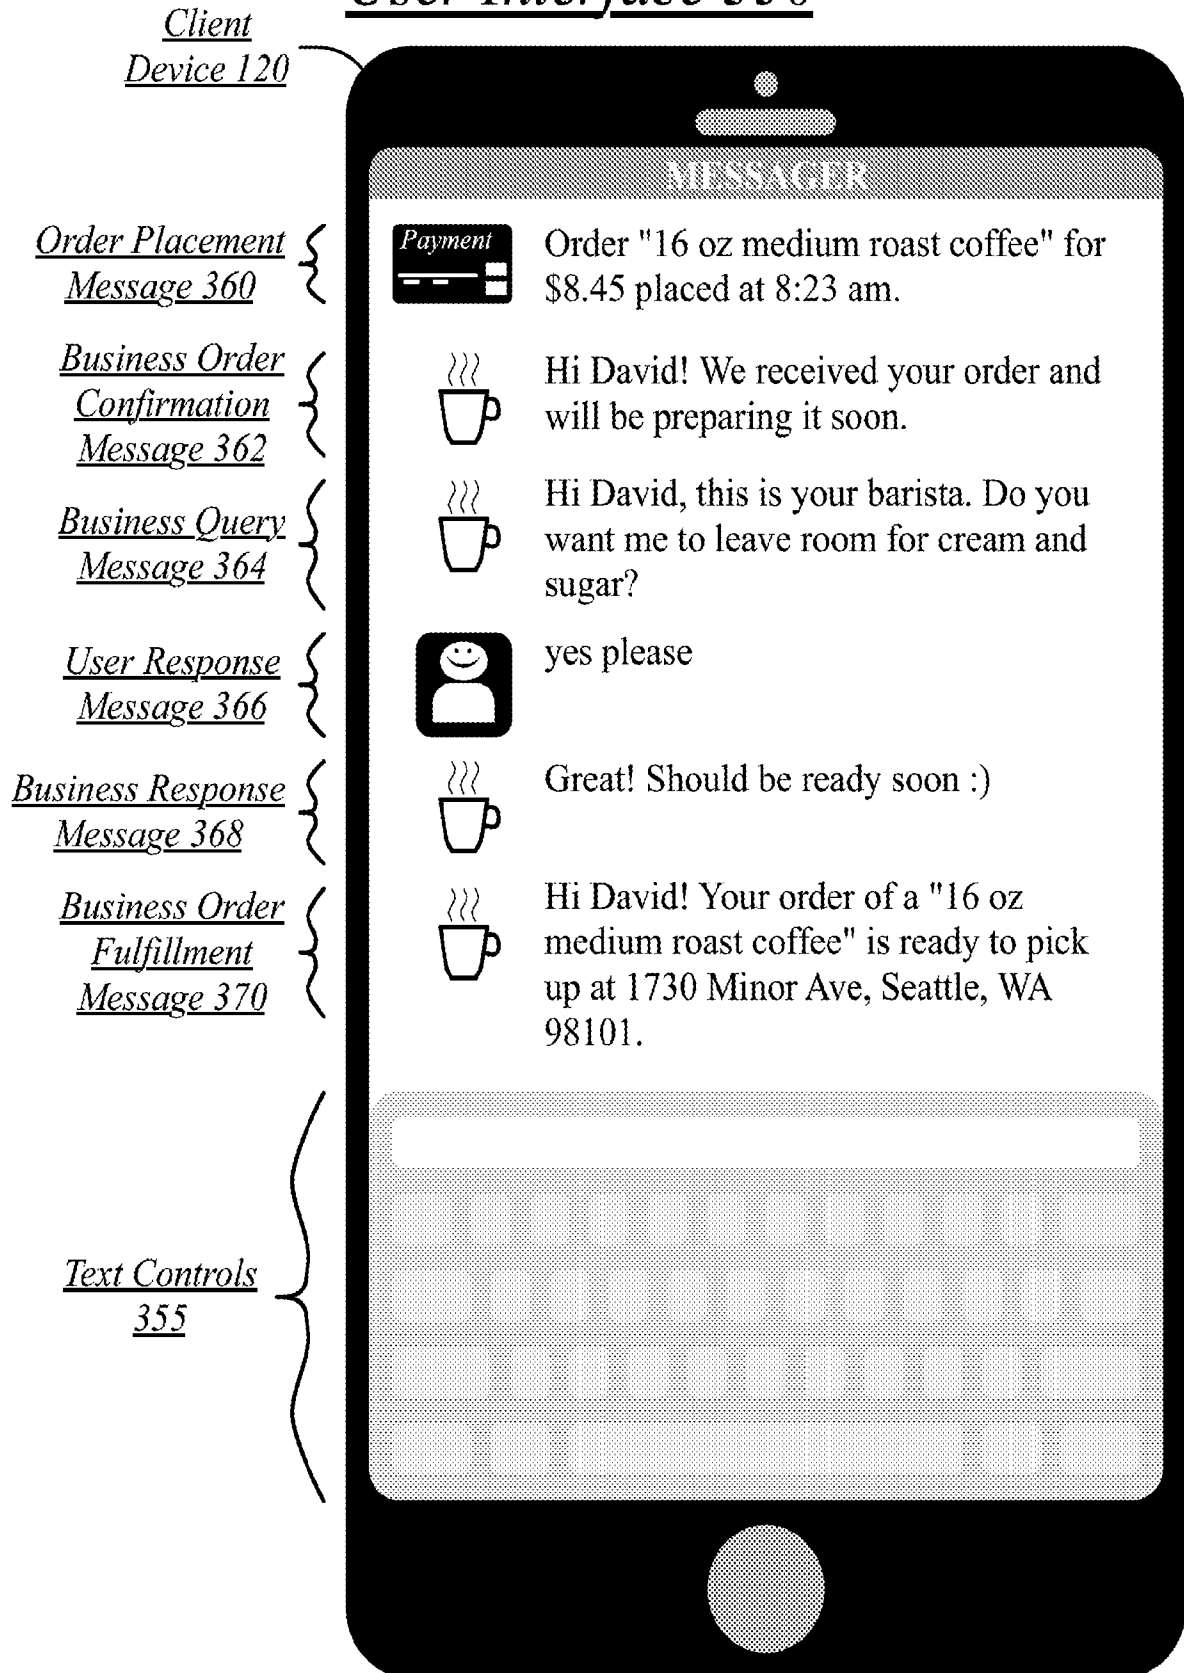 User Interface 350
Client
Device 120
MESSAGER
Order Placement
Message 360
Payment
Order "16 oz medium roast coffee" for
$8.45 placed at 8:23 am.
Business Order
Confirmation
Message 362
Hi David! We received your order and
will be preparing it soon.
Business Query
Message 364
Hi David, this is your barista. Do you
want me to leave room for cream and
sugar?
User Response
Message 366
yes please
Business Response
Message 368
Great! Should be ready soon :)
Business Order
Fulfillment
Message 370
Hi David! Your order of a "16 oz
medium roast coffee" is ready to pick
up at 1730 Minor Ave, Seattle, WA
98101.
Text Controls
355